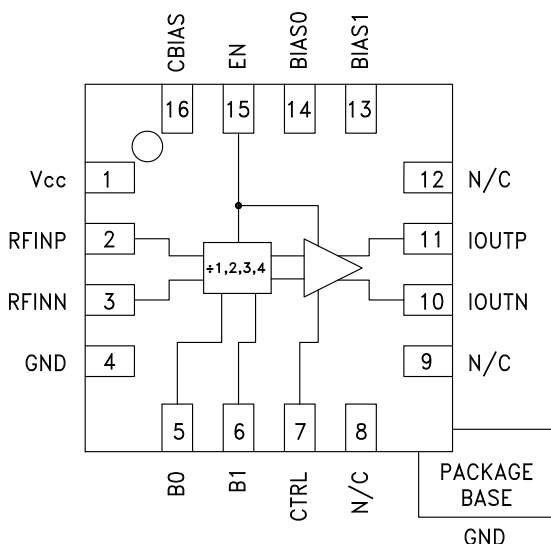 CBIAS
EN
BIAS0
BIAS1
16
15
14
13
Vcc
1
12
N/C
RFINP
2
11
IOUTP
÷1,2,3,4
RFINN
3
10
IOUTN
GND
4
9
N/C
5
6
7
8
B0
B1
CTRL
N/C
PACKAGE
BASE
GND